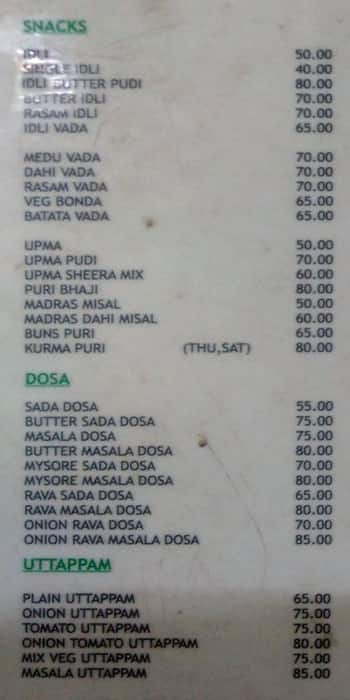 SNACKS
IDLI 50.00
SINGLE IDLI 40.00
IDLI BUTTER PUDI 80.00
BUTTER IDLI 70.00
RASAM IDLI 70.00
IDLI VADA 65.00
MEDU VADA 70.00
DAHI VADA 70.00
RASAM VADA 70.00
VEG BONDA 65.00
BATATA VADA 65.00
UPMA 50.00
UPMA PUDI 70.00
UPMA SHEERA MIX 60.00
PURI BHAJI 80.00
MADRAS MISAL 50.00
MADRAS DAHI MISAL 60.00
BUNS PURI 65.00
KURMA PURI (THU,SAT) 80.00
DOSA
SADA DOSA 55.00
BUTTER SADA DOSA 75.00
MASALA DOSA 75.00
BUTTER MASALA DOSA 80.00
MYSORE SADA DOSA 70.00
MYSORE MASALA DOSA 80.00
RAVA SADA DOSA 65.00
RAVA MASALA DOSA 80.00
ONION RAVA DOSA 70.00
ONION RAVA MASALA DOSA 85.00
UTTAPPAM
PLAIN UTTAPPAM 65.00
ONION UTTAPPAM 75.00
TOMATO UTTAPPAM 75.00
ONION TOMATO UTTAPPAM 80.00
MIX VEG UTTAPPAM 75.00
MASALA UTTAPPAM 85.00